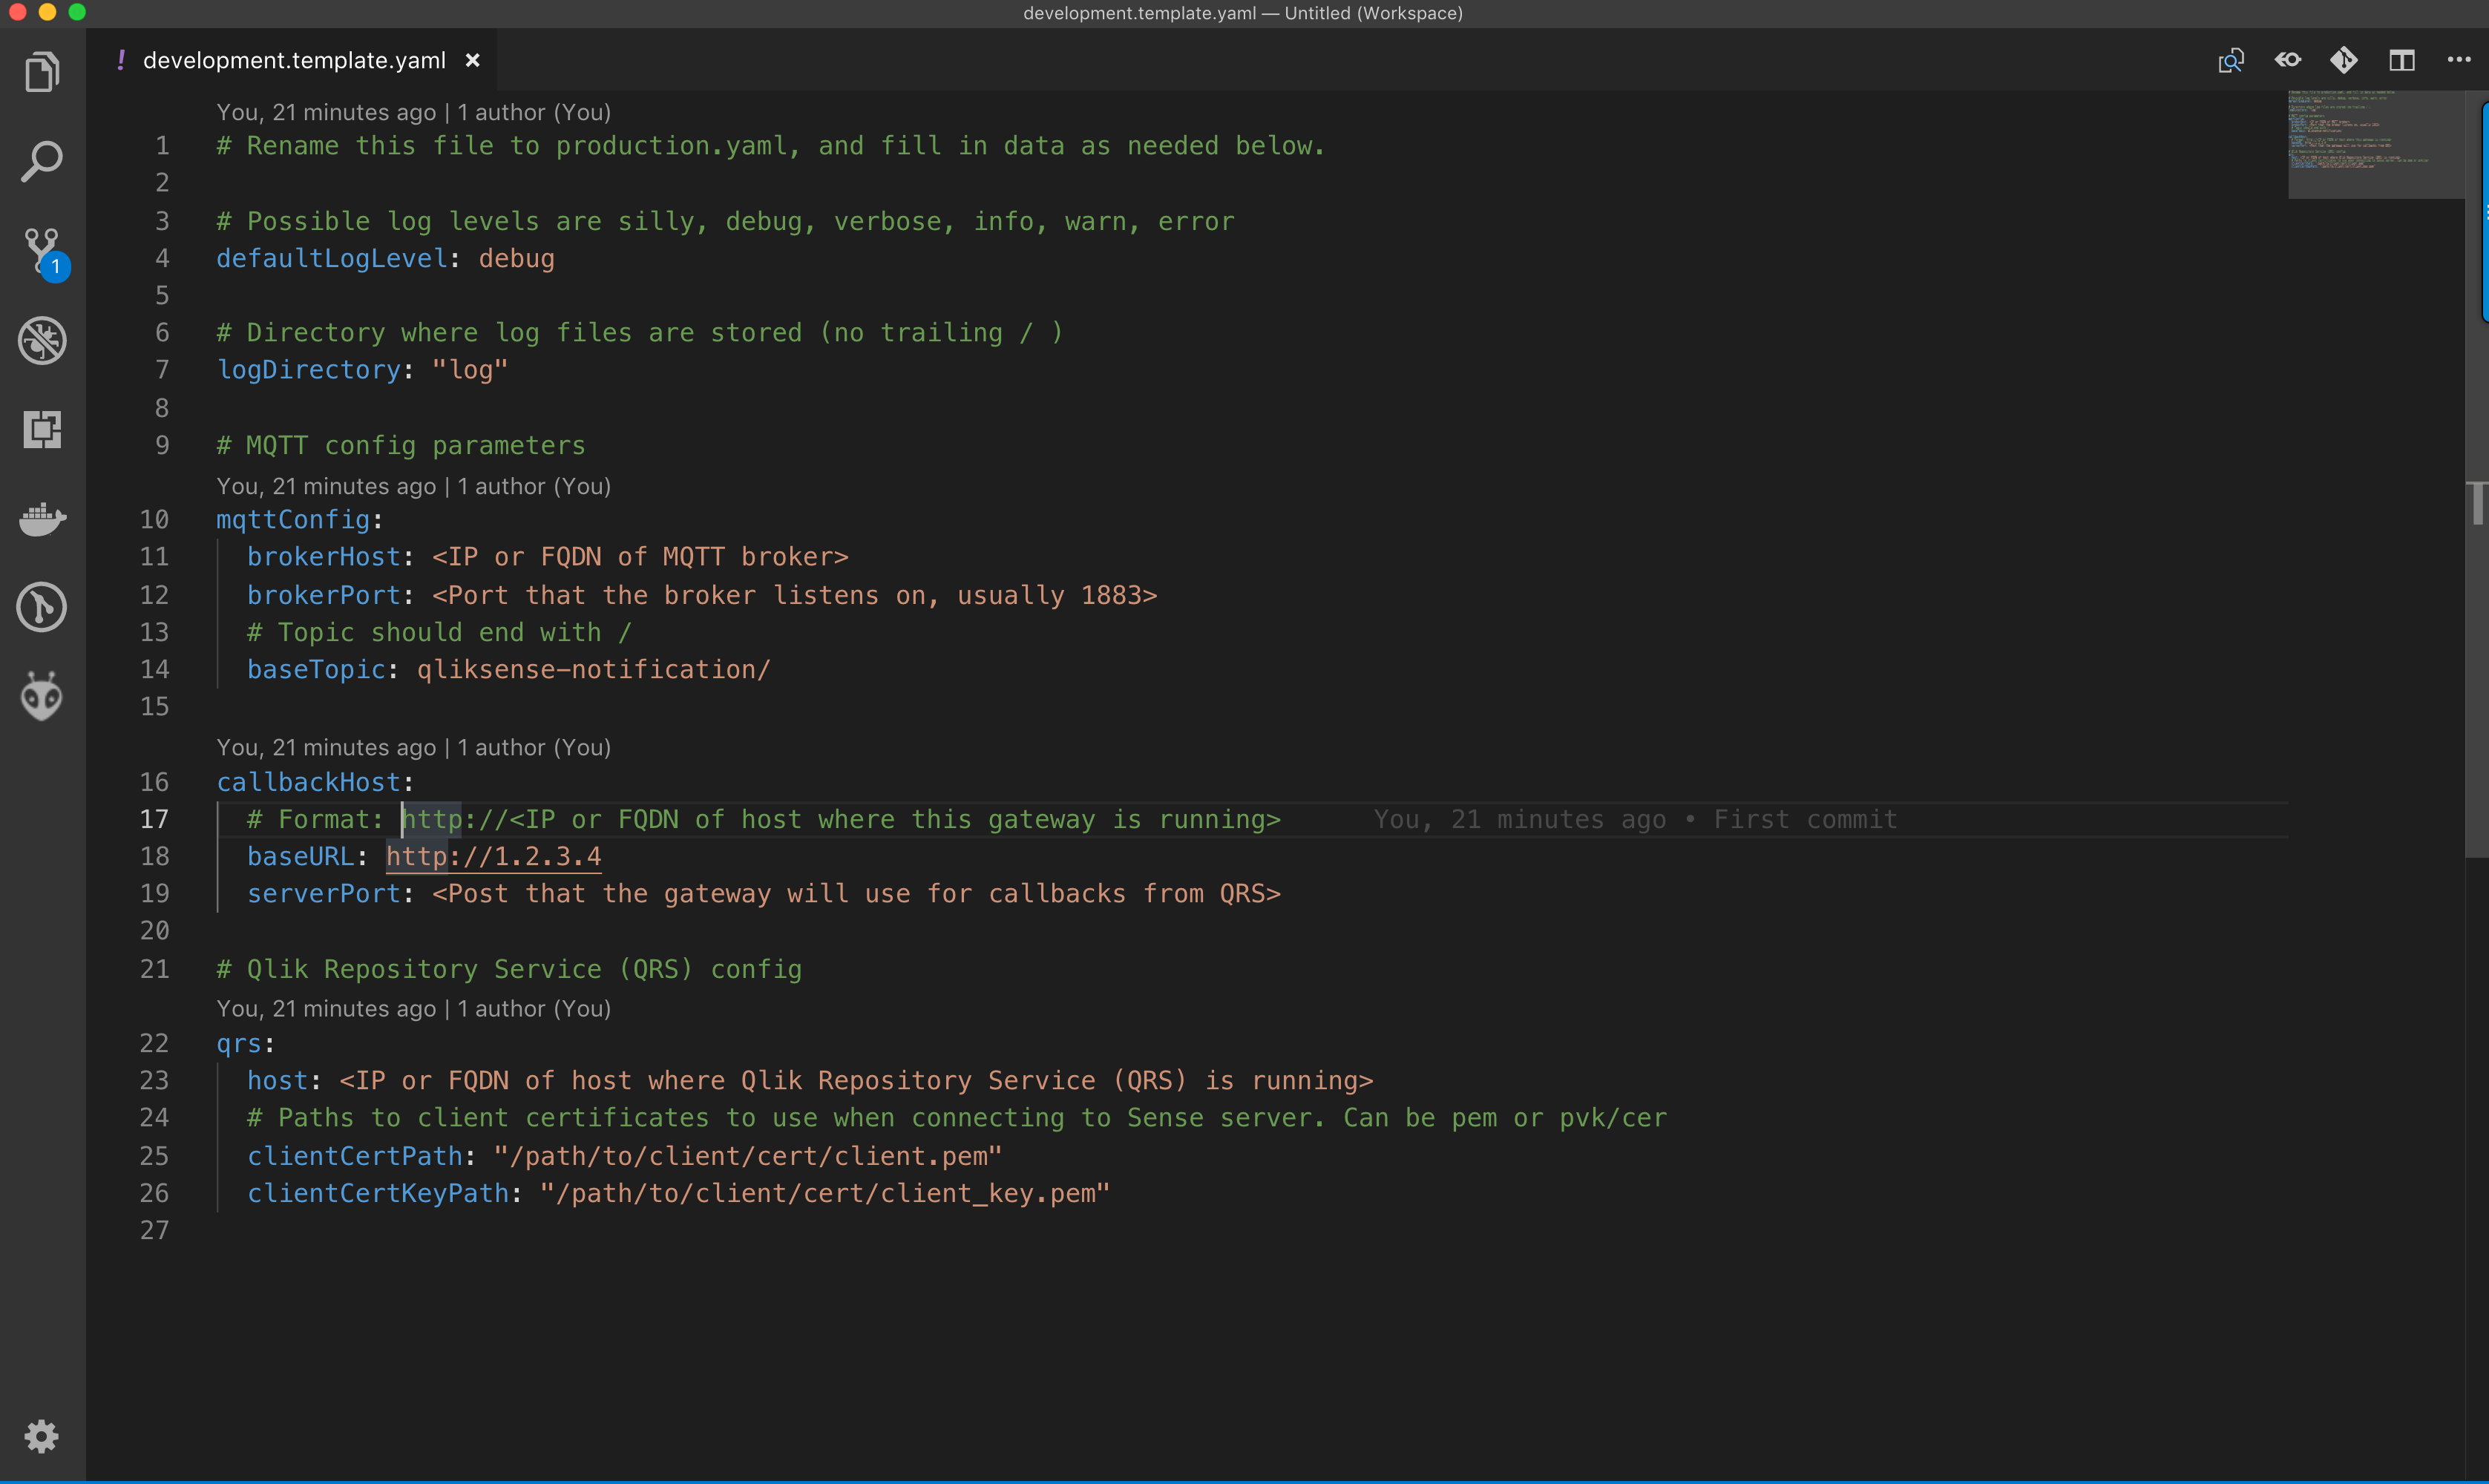 development.template.yaml — Untitled (Workspace)
! development.template.yaml ×
You, 21 minutes ago | 1 author (You)
1 # Rename this file to production.yaml, and fill in data as needed below.
2
3 # Possible log levels are silly, debug, verbose, info, warn, error
4 defaultLogLevel: debug
5
6 # Directory where log files are stored (no trailing / )
7 logDirectory: "log"
8
9 # MQTT config parameters
You, 21 minutes ago | 1 author (You)
10 mqttConfig:
11 brokerHost: <IP or FQDN of MQTT broker>
12 brokerPort: <Port that the broker listens on, usually 1883>
13 # Topic should end with /
14 baseTopic: qliksense-notification/
15
You, 21 minutes ago | 1 author (You)
16 callbackHost:
17 # Format: http://<IP or FQDN of host where this gateway is running> You, 21 minutes ago • First commit
18 baseURL: http://1.2.3.4
19 serverPort: <Post that the gateway will use for callbacks from QRS>
20
21 # Qlik Repository Service (QRS) config
You, 21 minutes ago | 1 author (You)
22 qrs:
23 host: <IP or FQDN of host where Qlik Repository Service (QRS) is running>
24 # Paths to client certificates to use when connecting to Sense server. Can be pem or pvk/cer
25 clientCertPath: "/path/to/client/cert/client.pem"
26 clientCertKeyPath: "/path/to/client/cert/client_key.pem"
27
1